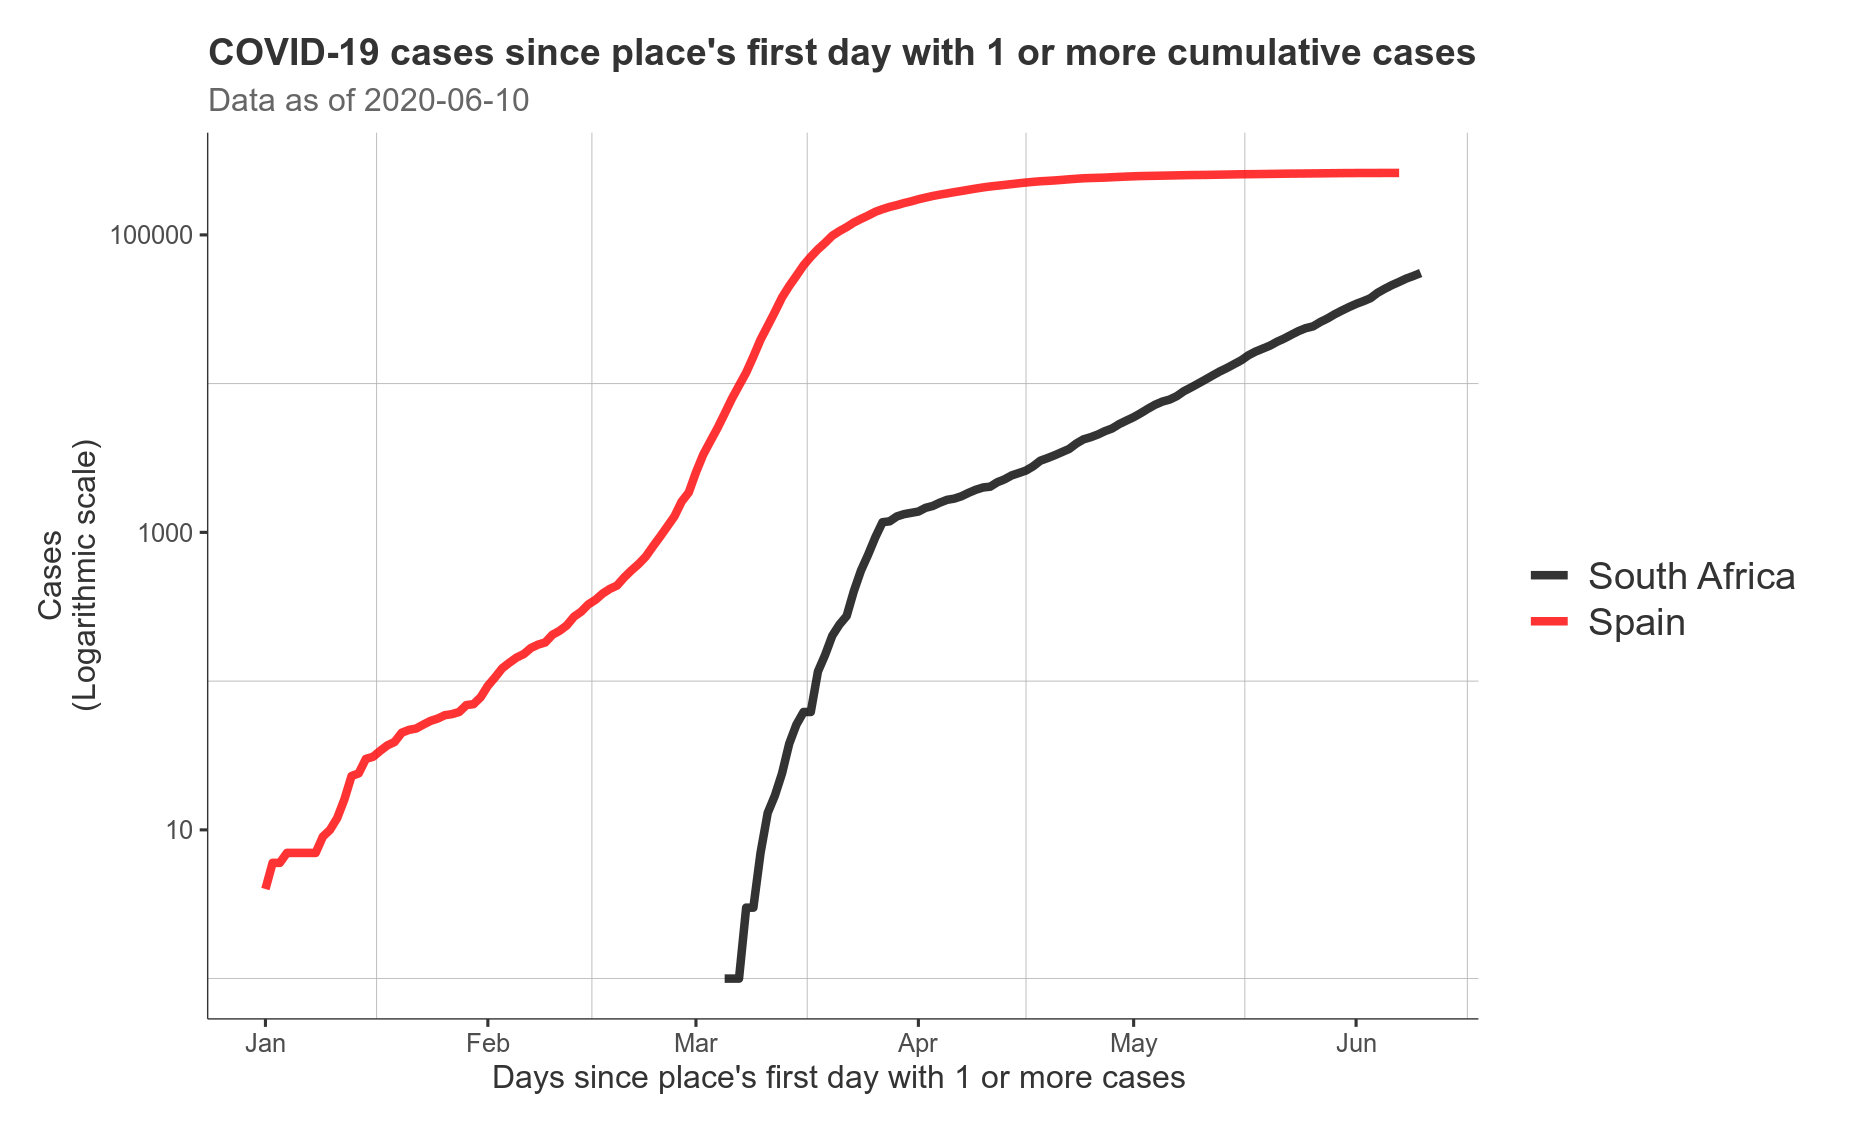 COVID-19 cases since place's first day with 1 or more cumulative cases
Data as of 2020-06-10
Cases
(Logarithmic scale)
100000
1000
10
Jan
Feb
Mar
Apr
May
Jun
Days since place's first day with 1 or more cases
South Africa
Spain